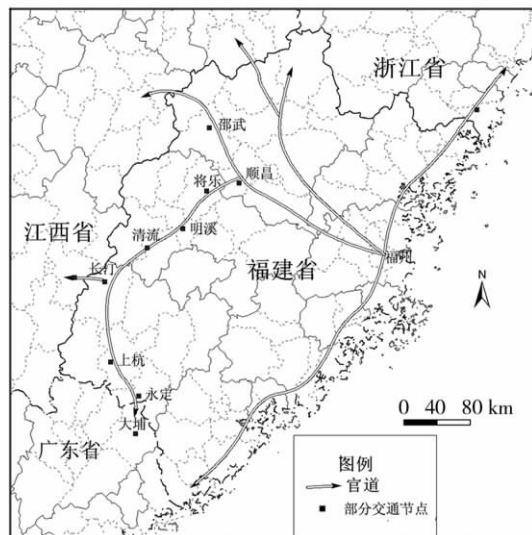 浙江省
邵武
将乐
顺昌
江西省
清流
明溪
长汀
福建省
福州
N
上杭
永定
大埔
广东省
0 40 80 km
图例
官道
部分交通节点